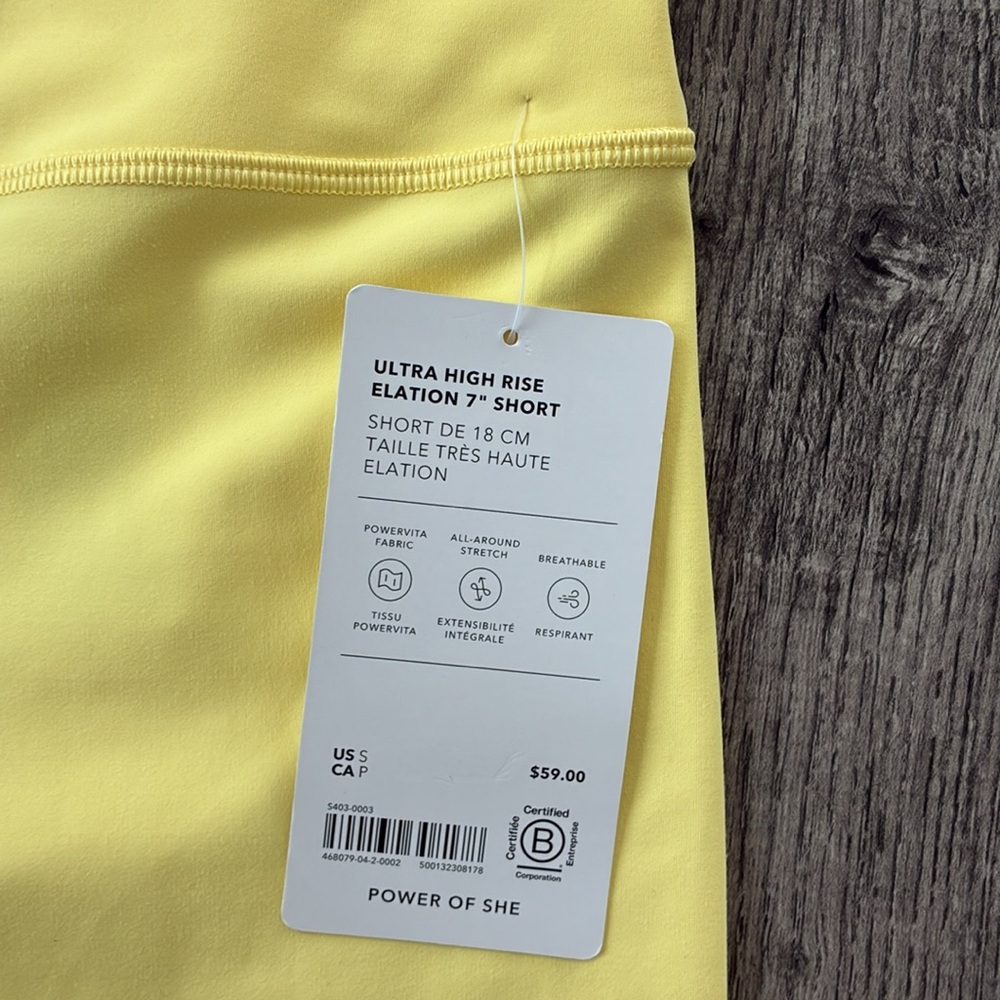 ULTRA HIGH RISE
ELATION 7" SHORT
SHORT DE 18 CM
TAILLE TRÈS HAUTE
ELATION
POWERVITA
FABRIC
TISSU
POWERVITA
ALL-AROUND
STRETCH
EXTENSIBILITÉ
INTÉGRALE
BREATHABLE
RESPIRANT
US S
CA P
$59.00
S403-0003
468079-04-2-0002 500132308178
Certified
Certifiée
B
Entreprise
Corporation
POWER OF SHE